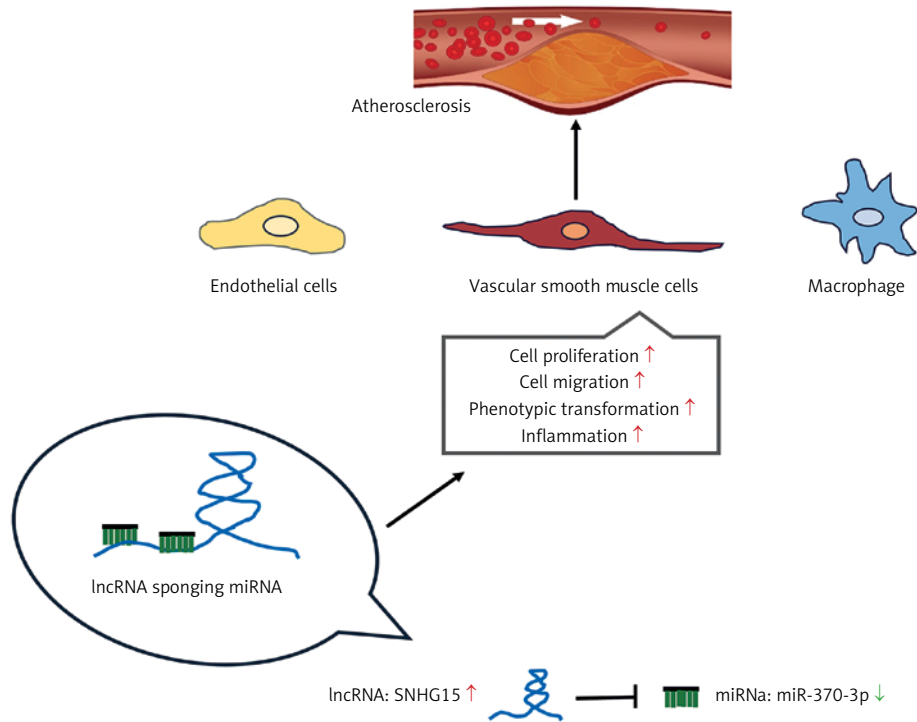 Atherosclerosis
Endothelial cells
Vascular smooth muscle cells
Macrophage
Cell proliferation ↑
Cell migration ↑
Phenotypic transformation ↑
Inflammation ↑
lncRNA sponging miRNA
lncRNA: SNHG15 ↑
miRNa: miR-370-3p ↓